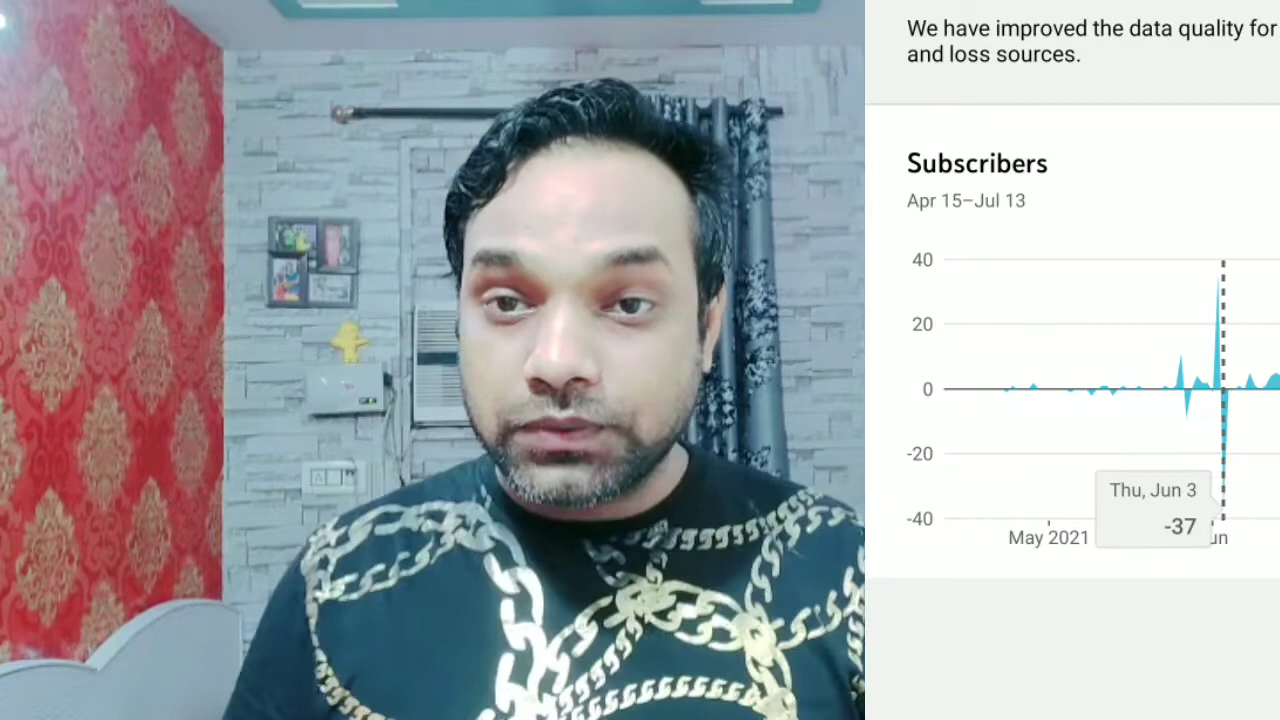 We have improved the data quality for
and loss sources.
Subscribers
Apr 15–Jul 13
40
20
0
-20
-40
Thu, Jun 3
-37
May 2021
un